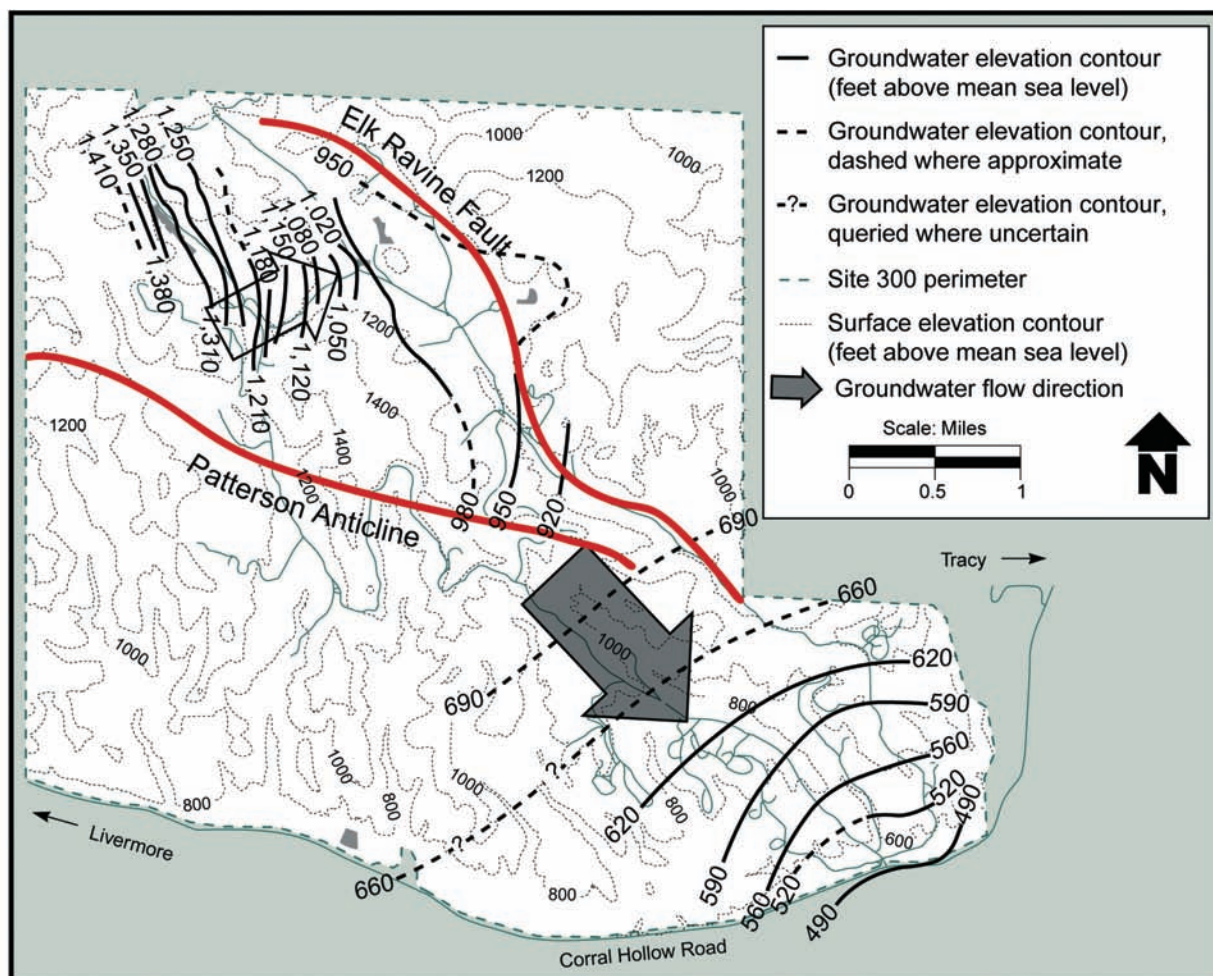 Groundwater elevation contour
(feet above mean sea level)
Groundwater elevation contour,
dashed where approximate
-?-
Groundwater elevation contour,
queried where uncertain
Site 300 perimeter
Surface elevation contour
(feet above mean sea level)
Groundwater flow direction
Scale: Miles
0 0.5 1
N
1,410
1,350
1,280
1,250
1,380
1,310
1,180
1,150
1,080
1,020
1,210
1,120
1,050
Elk Ravine Fault
950
1000
1200
1000
1200
1400
1400
1200
1200
Patterson Anticline
980
950
920
1000
690
Tracy
660
1000
1000
690
800
620
590
560
520
490
600
?
?
1000
1000
800
800
800
800
Livermore
660
620
590
560
520
490
Corral Hollow Road